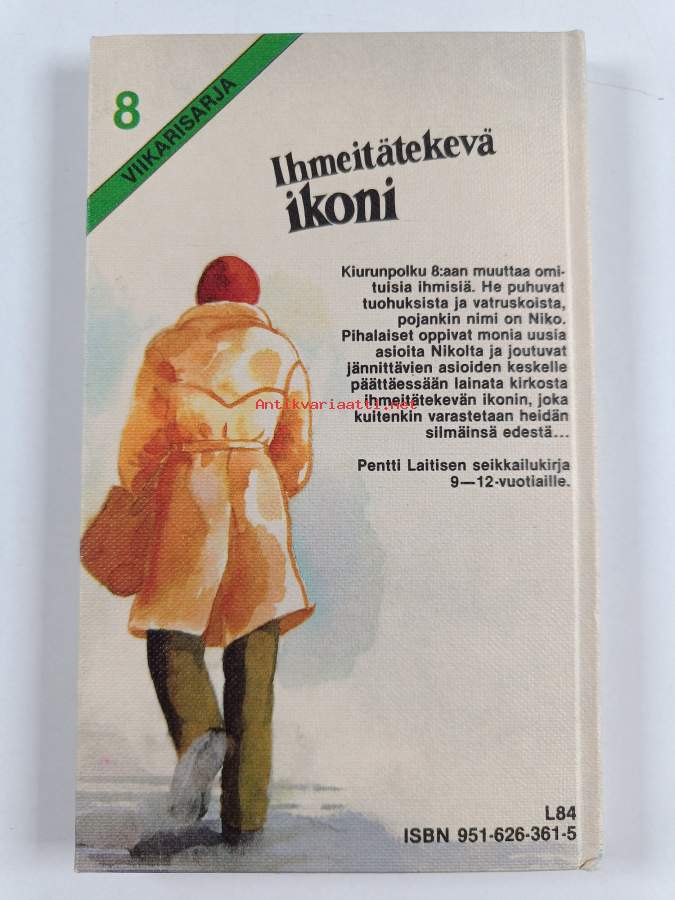 8
VIIKARISARJA
Ihmeitätekevä
ikoni
Kiurunpolku 8:aan muuttaa omi-
tuisia ihmisiä. He puhuvat
tuohuksista ja vatruskoista,
pojankin nimi on Niko.
Pihalaiset oppivat monia uusia
asioita Nikolta ja joutuvat
jännittävien asioiden keskelle
päättäessään lainata kirkosta
ihmeitätekevän ikonin, joka
kuitenkin varastetaan heidän
silmäinsä edestä...
Antikvariaatti.net
Pentti Laitisen seikkailukirja
9—12-vuotiaille.
L84
ISBN 951-626-361-5